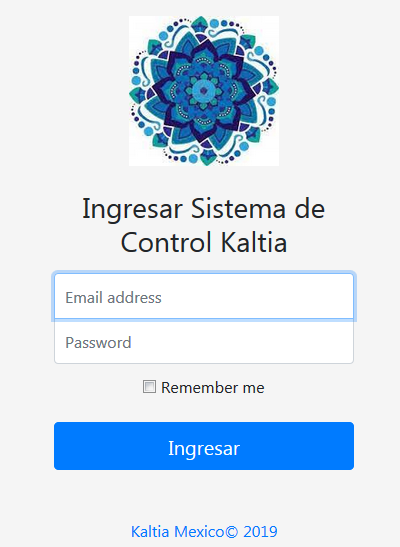 Ingresar Sistema de
Control Kaltia
Email address
Password
Remember me
Ingresar
Kaltia Mexico© 2019